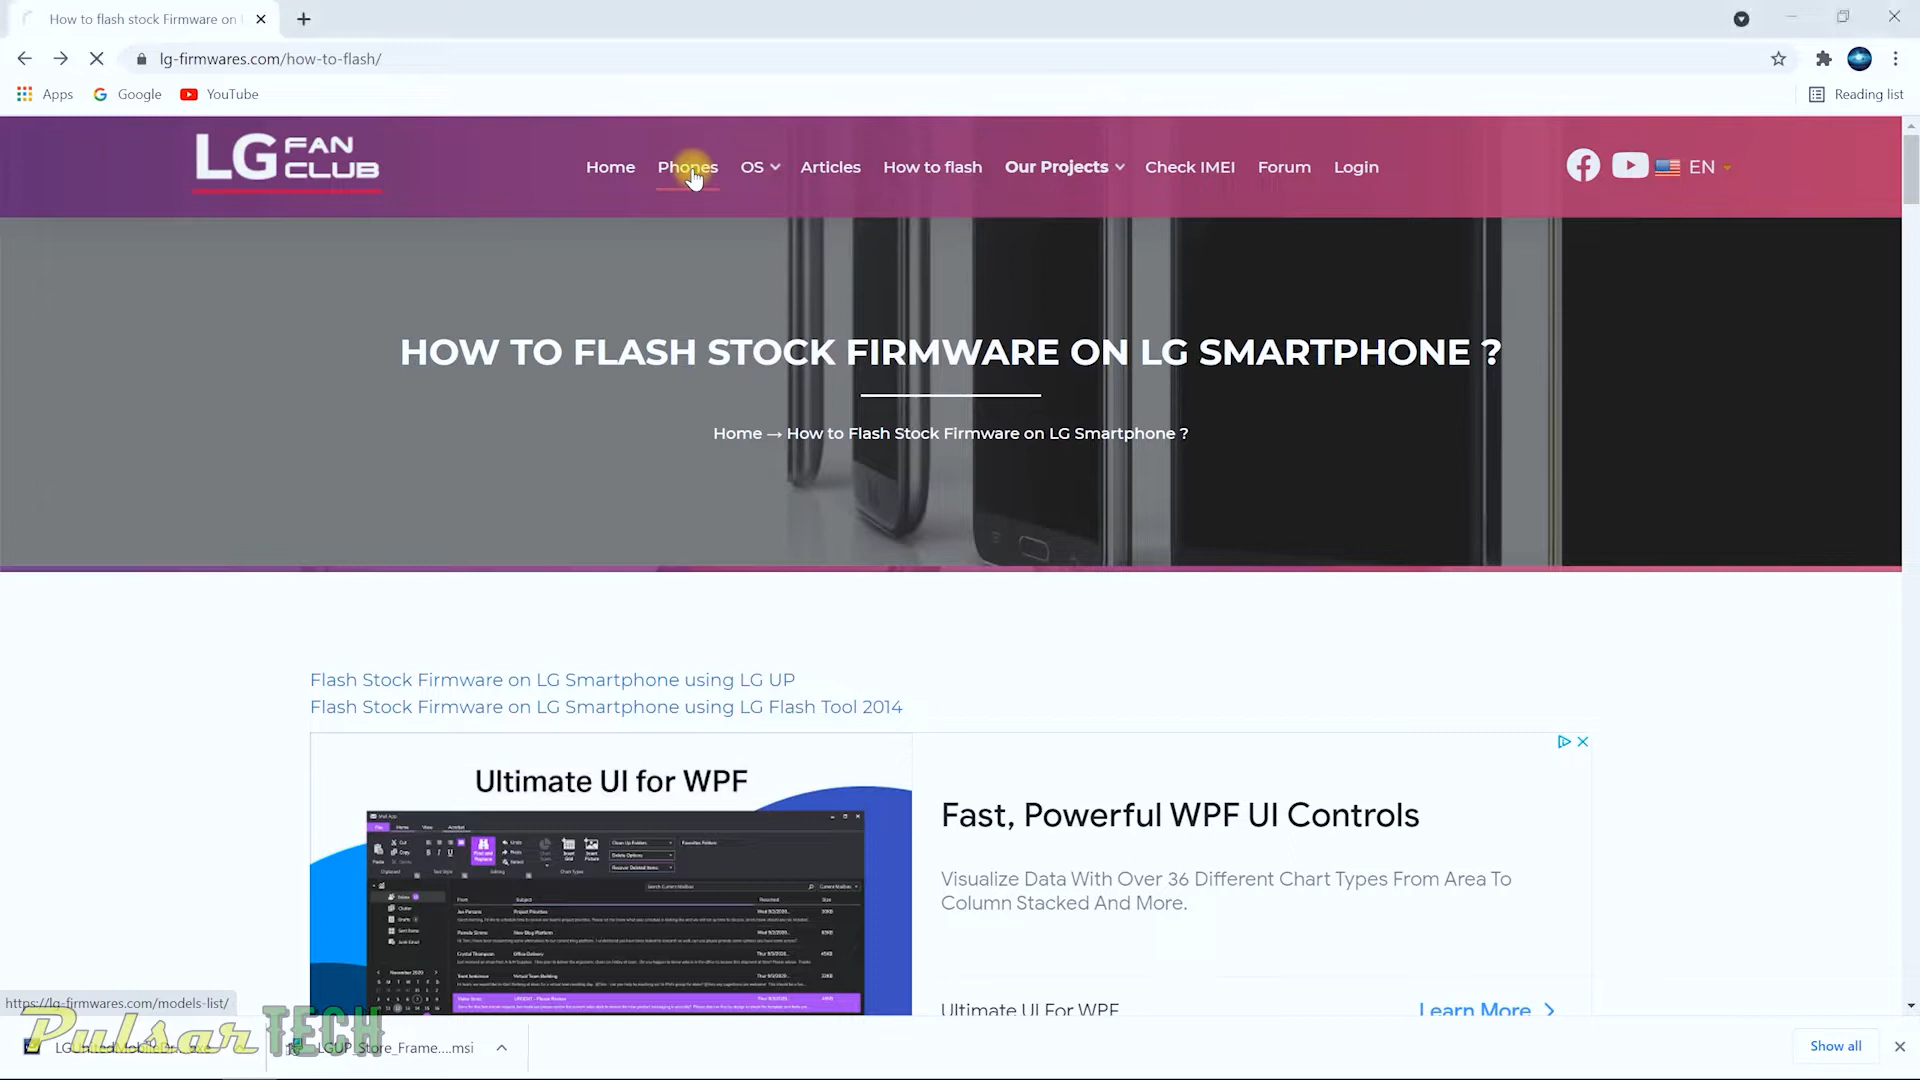 How to flash stock Firmware on
lg-firmwares.com/how-to-flash/
Apps
Google
YouTube
Reading list
LG FAN CLUB
Home
Phones
OS
Articles
How to flash
Our Projects
Check IMEI
Forum
Login
EN
HOW TO FLASH STOCK FIRMWARE ON LG SMARTPHONE ?
Home → How to Flash Stock Firmware on LG Smartphone ?
Flash Stock Firmware on LG Smartphone using LG UP
Flash Stock Firmware on LG Smartphone using LG Flash Tool 2014
Ultimate UI for WPF
Fast, Powerful WPF UI Controls
Visualize Data With Over 36 Different Chart Types From Area To
Column Stacked And More.
Ultimate UI For WPF
Learn More
https://lg-firmwares.com/models-list/
Pulsar TECH
LGUP_Store_Frame....msi
Show all